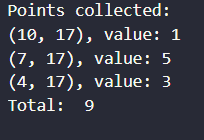 Points collected:
(10, 17), value: 1
(7, 17), value: 5
(4, 17), value: 3
Total:  9